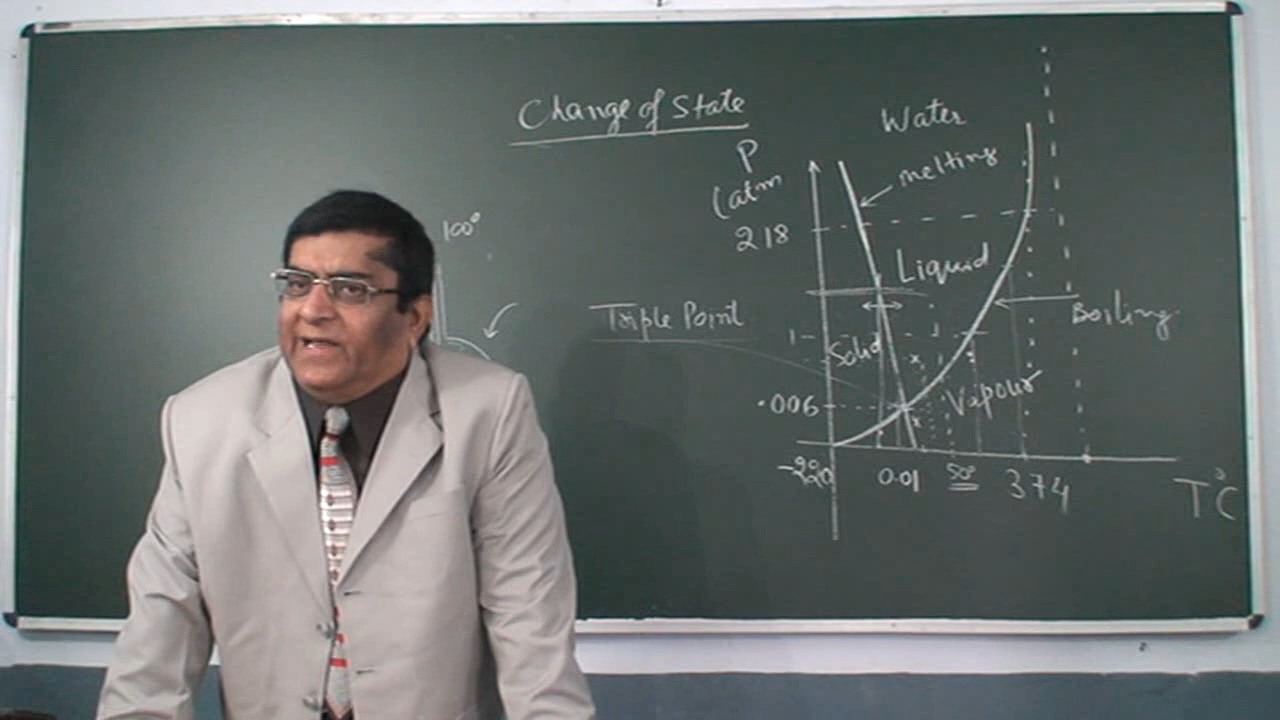 Change of State
Water
P
(atm
melting
100°
218
Liquid
Triple Point
Boiling
1
Solid
.006
Vapour
-220
0.01
50°
374
T°C